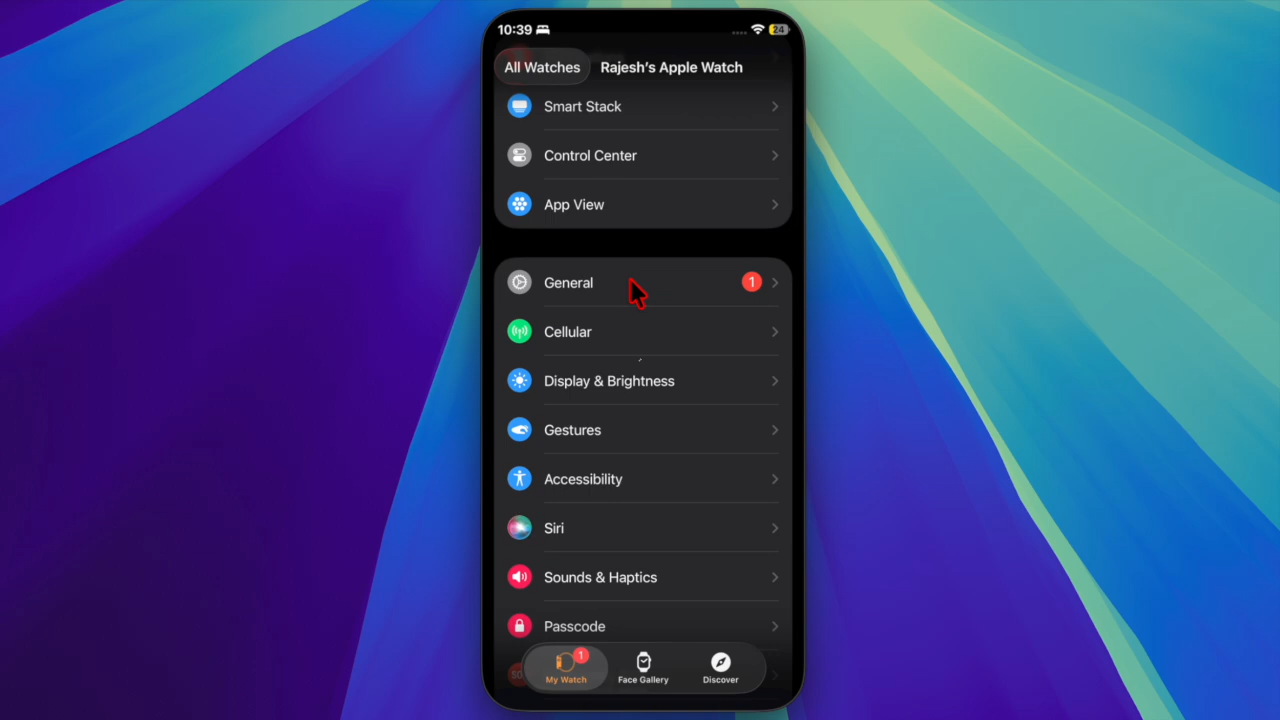 10:39
24
All Watches
Rajesh's Apple Watch
Smart Stack
Control Center
App View
General
1
Cellular
Display & Brightness
Gestures
Accessibility
Siri
Sounds & Haptics
Passcode
1
My Watch
Face Gallery
Discover